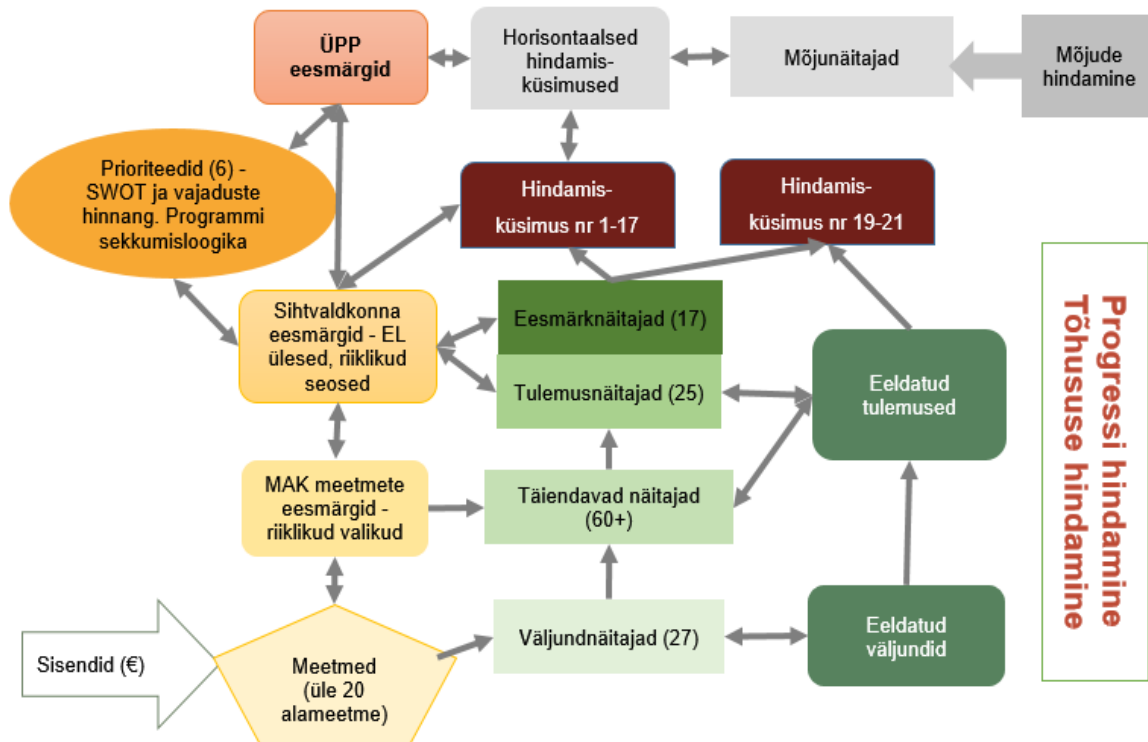 ÜPP
eesmärgid
Horisontaalsed
hindamis-
küsimused
Mõjunäitajad
Mõjude
hindamine
Prioriteedid (6) -
SWOT ja vajaduste
hinnang. Programmi
sekkumisloogika
Hindamis-
küsimus nr 1-17
Hindamis-
küsimus nr 19-21
Sihtvaldkonna
eesmärgid - EL
ülesed, riiklikud
seosed
Eesmärknäitajad (17)
Tulemusnäitajad (25)
Eeldatud
tulemused
Progressi hindamine
Tõhususe hindamine
MAK meetmete
eesmärgid -
riiklikud valikud
Täiendavad näitajad
(60+)
Sisendid (€)
Meetmed
(üle 20
alameetme)
Väljundnäitajad (27)
Eeldatud
väljundid